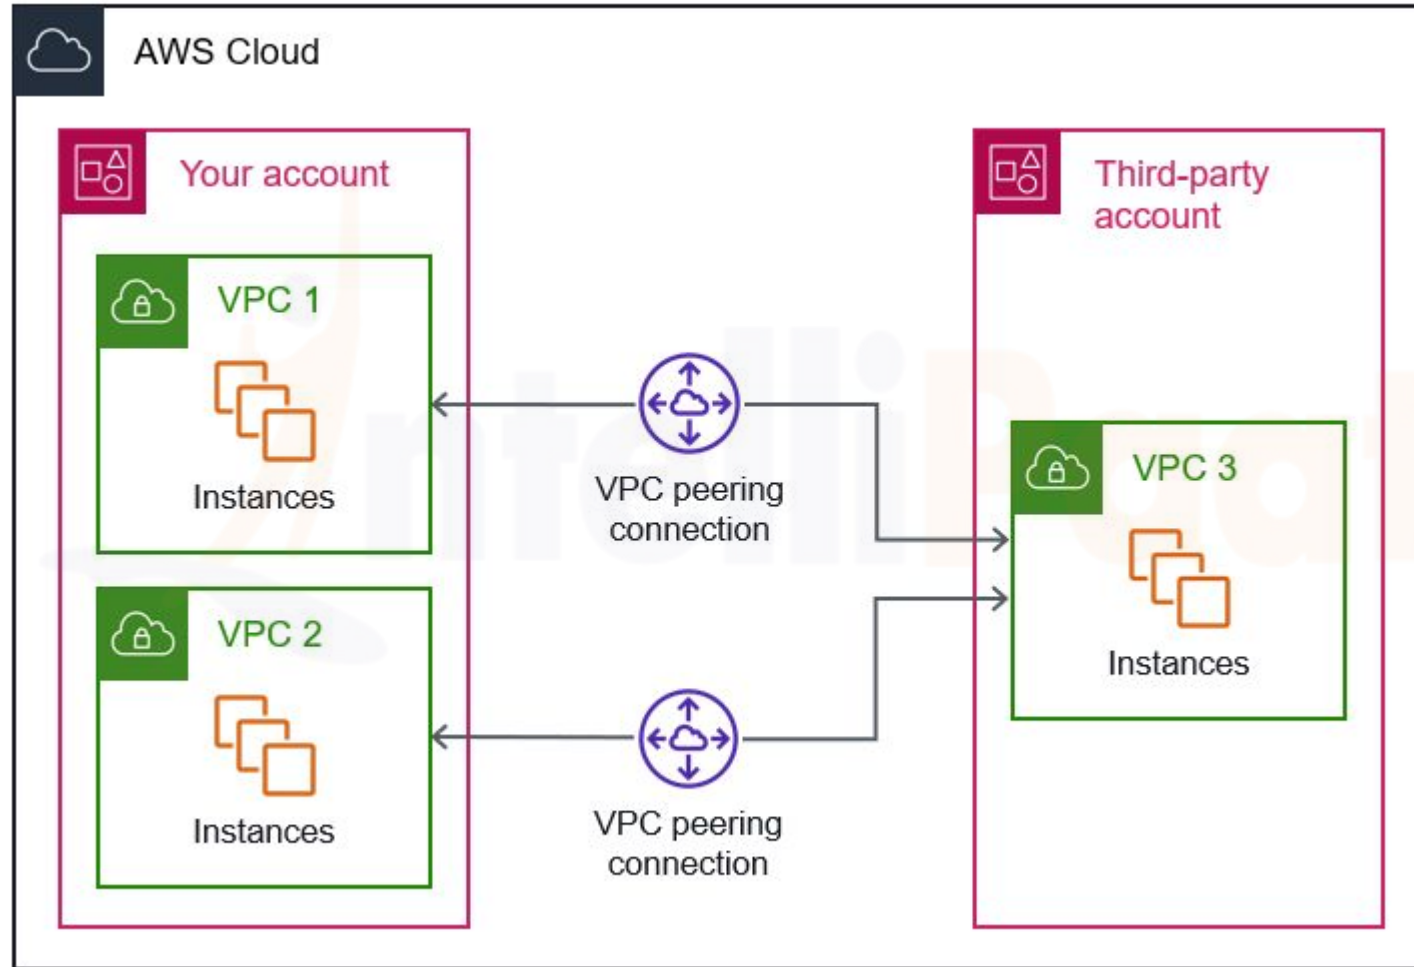 AWS Cloud
Your account
VPC 1
Instances
VPC 2
Instances
VPC peering
connection
VPC peering
connection
Third-party
account
VPC 3
Instances
IntelliPaat